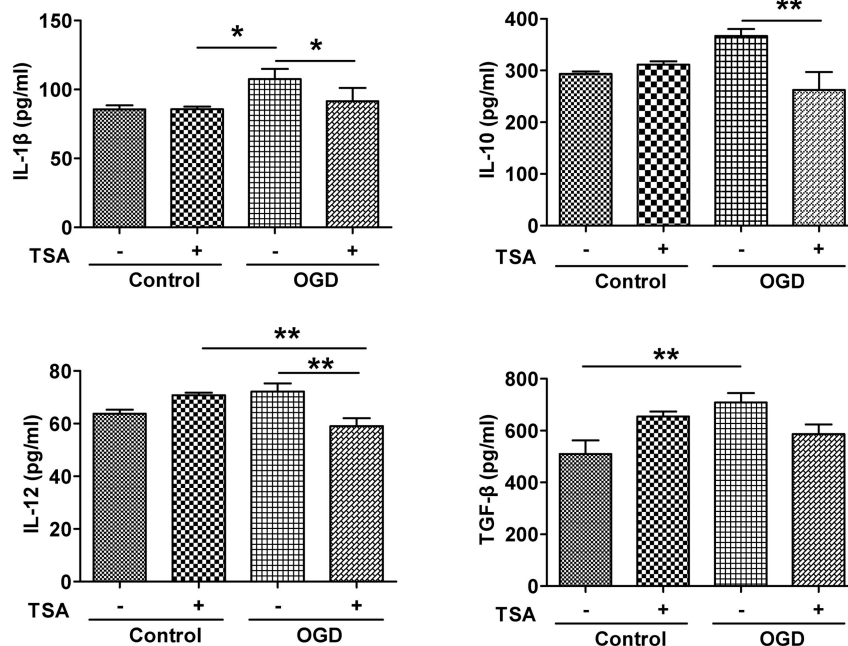 IL-1β (pg/ml)
150
100
50
0
*
*
TSA - + - +
Control OGD
IL-10 (pg/ml)
400
300
200
100
0
**
TSA - + - +
Control OGD
IL-12 (pg/ml)
80
60
40
20
0
**
**
TSA - + - +
Control OGD
TGF-β (pg/ml)
800
600
400
200
0
**
TSA - + - +
Control OGD